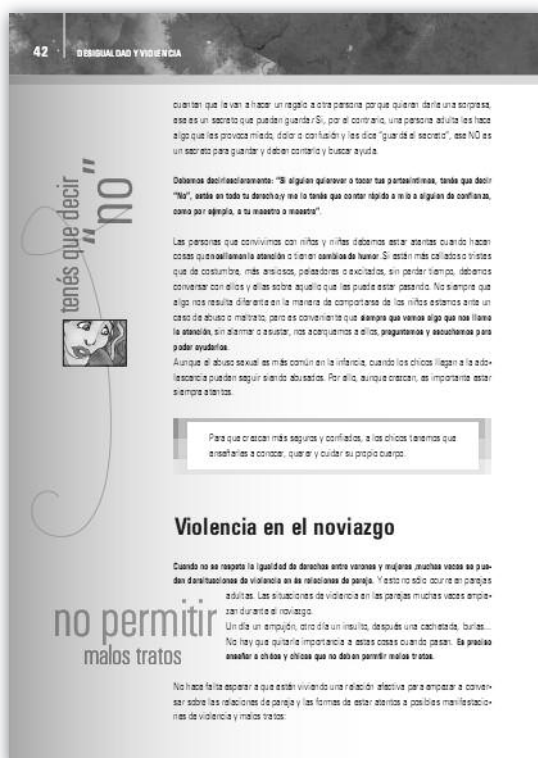 42 DESIGUALDAD Y VIOLENCIA
cuentan que le van a hacer un regalo a otra persona porque quieren darle una sorpresa,
ese es un secreto que pueden guardar. Si, por el contrario, una persona adulta les hace
algo que les provoca miedo, dolor o confusión y les dice “guardá el secreto”, ese NO es
un secreto para guardar y deben contarlo y buscar ayuda.
Debemos decirles claramente: “Si alguien quiere ver o tocar tus partes íntimas, tenés que decir
“No”, estás en todo tu derecho; y me lo tenés que contar rápido a mí o a alguien de confianza,
como por ejmplo, a tu maestro o maestra”.
tenés que decir
“no”
Las personas que convivimos con niños y niñas debemos estar atentas cuando hacen
cosas que nos llamen la atención o tienen cambios de humor. Si están más callados o tristes
que de costumbre, más ansiosos, peleadores o excitados, sin perder tiempo, debemos
conversar con ellos y ellas sobre aquello que les puede estar pasando. No siempre que
algo nos resulta diferente en la manera de comportarse de los niños estamos ante un
caso de abuso o maltrato, pero es conveniente que siempre que vemos algo que nos llame
la atención, sin alarmar o asustar, nos acerquemos a ellos, preguntemos y escuchemos para
poder ayudarlos.
Aunque el abuso sexual es más común en la infancia, cuando los chicos llegan a la ado-
lescencia pueden seguir siendo abusados. Por ello, aunque crezcan, es importante estar
siempre atentos.
Para que crezcan más seguros y confiados, a los chicos tenemos que
enseñarles a conocer, querer y cuidar su propio cuerpo.
Violencia en el noviazgo
Cuando no se respeta la igualdad de derechos entre varones y mujeres ,muchas veces se pue-
den dar situaciones de violencia en las relaciones de pareja. Y esto no sólo ocurre en parejas
adultas. Las situaciones de violencia en las parejas muchas veces empie-
zan durante el noviazgo.
Un día un empujón, otro día un insulto, después una cachetada, burlas...
No hay que quitarle importancia a estas cosas cuando pasan. Es preciso
enseñar a chicos y chicas que no deben permitir malos tratos.
no permitir
malos tratos
No hace falta esperar a que estén viviendo una relación afectiva para empezar a conver-
sar sobre las relaciones de pareja y las formas de estar atentos a posibles manifestacio-
nes de violencia y malos tratos: